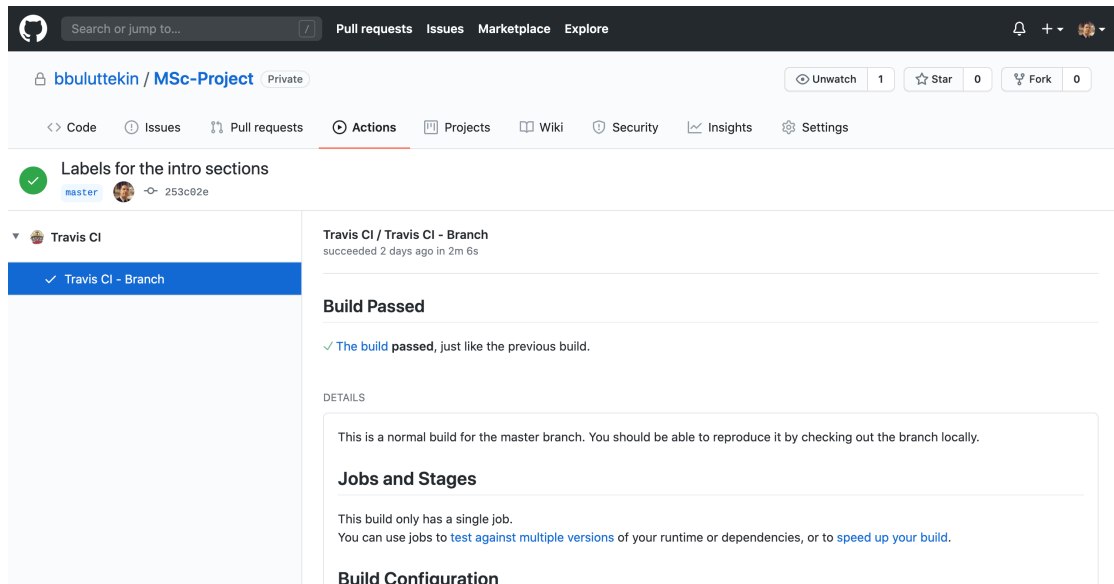 Search or jump to... / Pull requests Issues Marketplace Explore
bbuluttekin / MSc-Project Private Unwatch 1 Star 0 Fork 0
Code Issues Pull requests Actions Projects Wiki Security Insights Settings
Labels for the intro sections
master 253c02e
Travis CI
Travis CI - Branch
Travis CI / Travis CI - Branch
succeeded 2 days ago in 2m 6s
Build Passed
The build passed, just like the previous build.
DETAILS
This is a normal build for the master branch. You should be able to reproduce it by checking out the branch locally.
Jobs and Stages
This build only has a single job.
You can use jobs to test against multiple versions of your runtime or dependencies, or to speed up your build.
Build Configuration